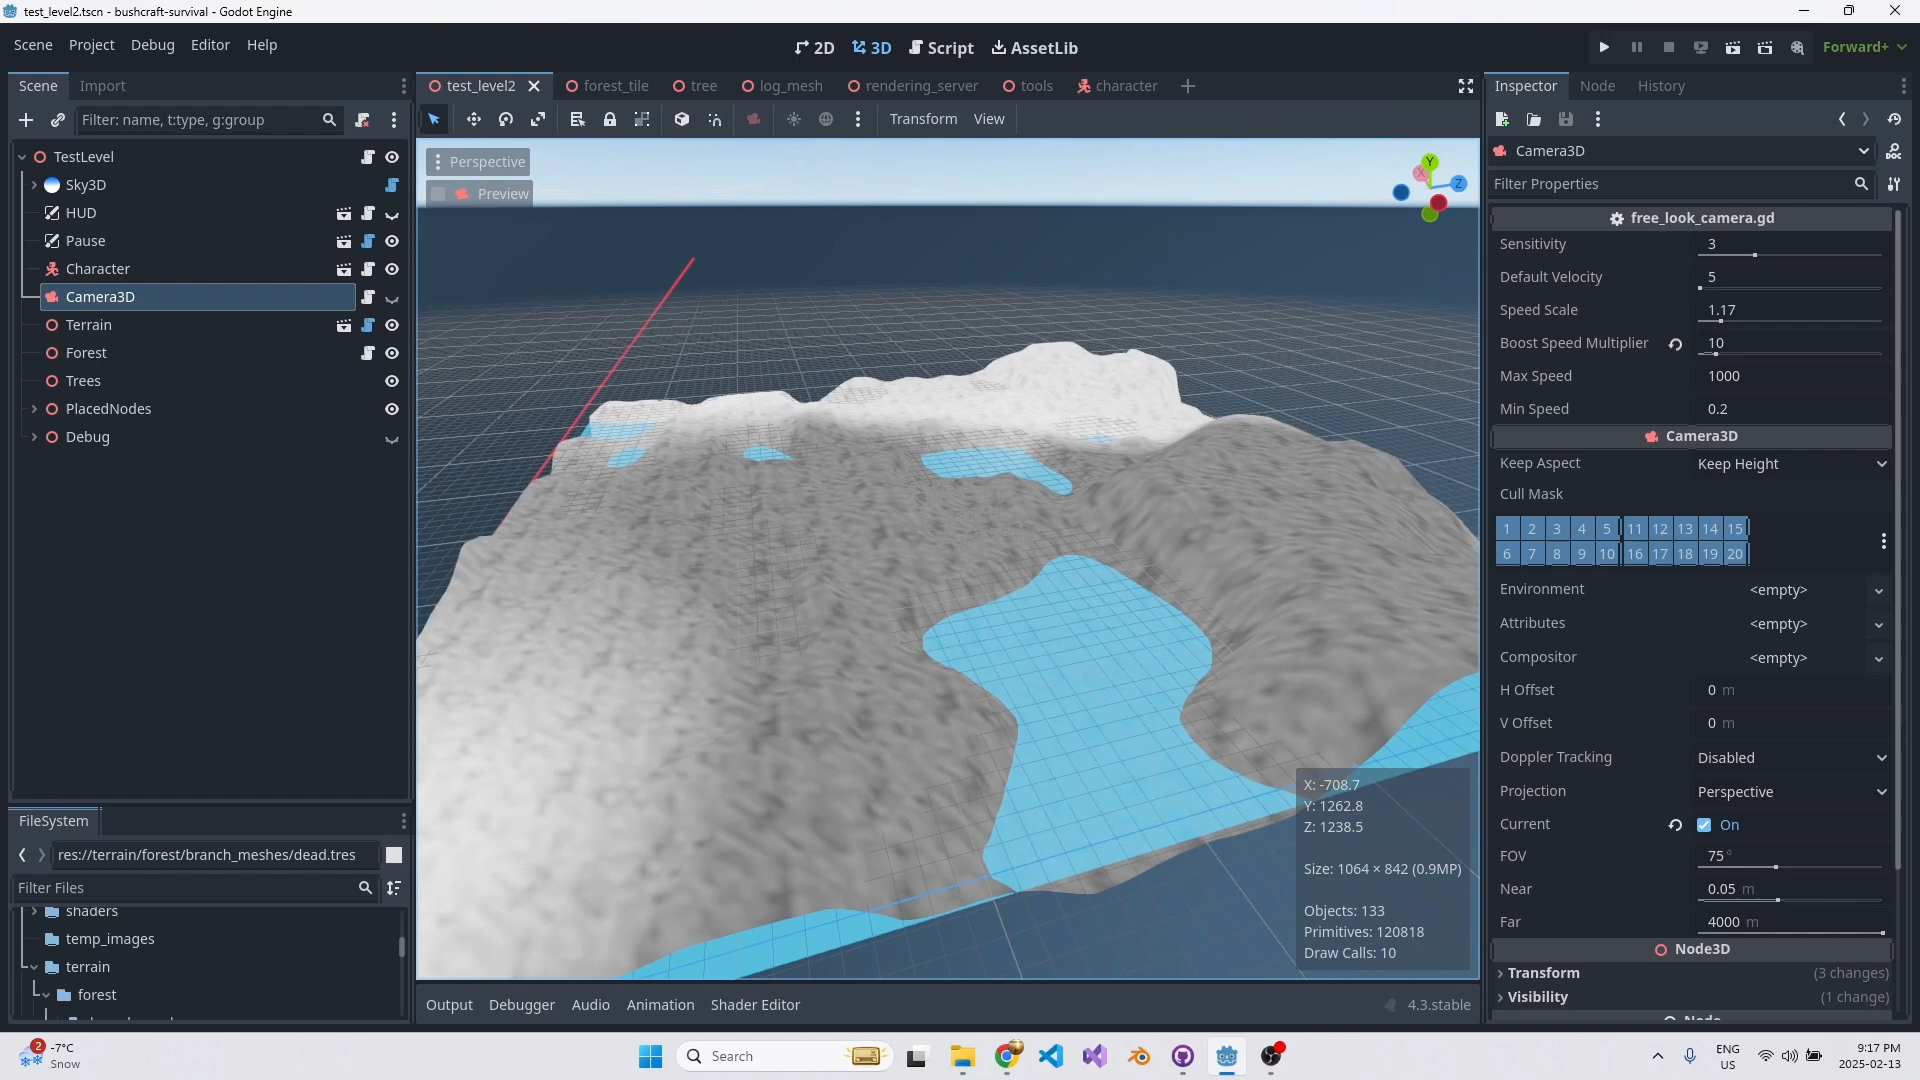 test_level2.tscn - bushcraft-survival - Godot Engine
Scene Project Debug Editor Help
2D 3D Script AssetLib
Forward+
Scene Import
Filter: name, t:type, g:group
TestLevel
Sky3D
HUD
Pause
Character
Camera3D
Terrain
Forest
Trees
PlacedNodes
Debug
FileSystem
res://terrain/forest/branch_meshes/dead.tres
Filter Files
shaders
temp_images
terrain
forest
test_level2 forest_tile tree log_mesh rendering_server tools character
Transform View
Perspective
Preview
Y
X
Z
X: -708.7
Y: 1262.8
Z: 1238.5
Size: 1064 × 842 (0.9MP)
Objects: 133
Primitives: 120818
Draw Calls: 10
Output Debugger Audio Animation Shader Editor
4.3.stable
Inspector Node History
Camera3D
Filter Properties
free_look_camera.gd
Sensitivity 3
Default Velocity 5
Speed Scale 1.17
Boost Speed Multiplier 10
Max Speed 1000
Min Speed 0.2
Camera3D
Keep Aspect Keep Height
Cull Mask
1 2 3 4 5 11 12 13 14 15
6 7 8 9 10 16 17 18 19 20
Environment <empty>
Attributes <empty>
Compositor <empty>
H Offset 0 m
V Offset 0 m
Doppler Tracking Disabled
Projection Perspective
Current On
FOV 75 °
Near 0.05 m
Far 4000 m
Node3D
Transform (3 changes)
Visibility (1 change)
2
-7°C
Snow
Search
ENG
US
9:17 PM
2025-02-13